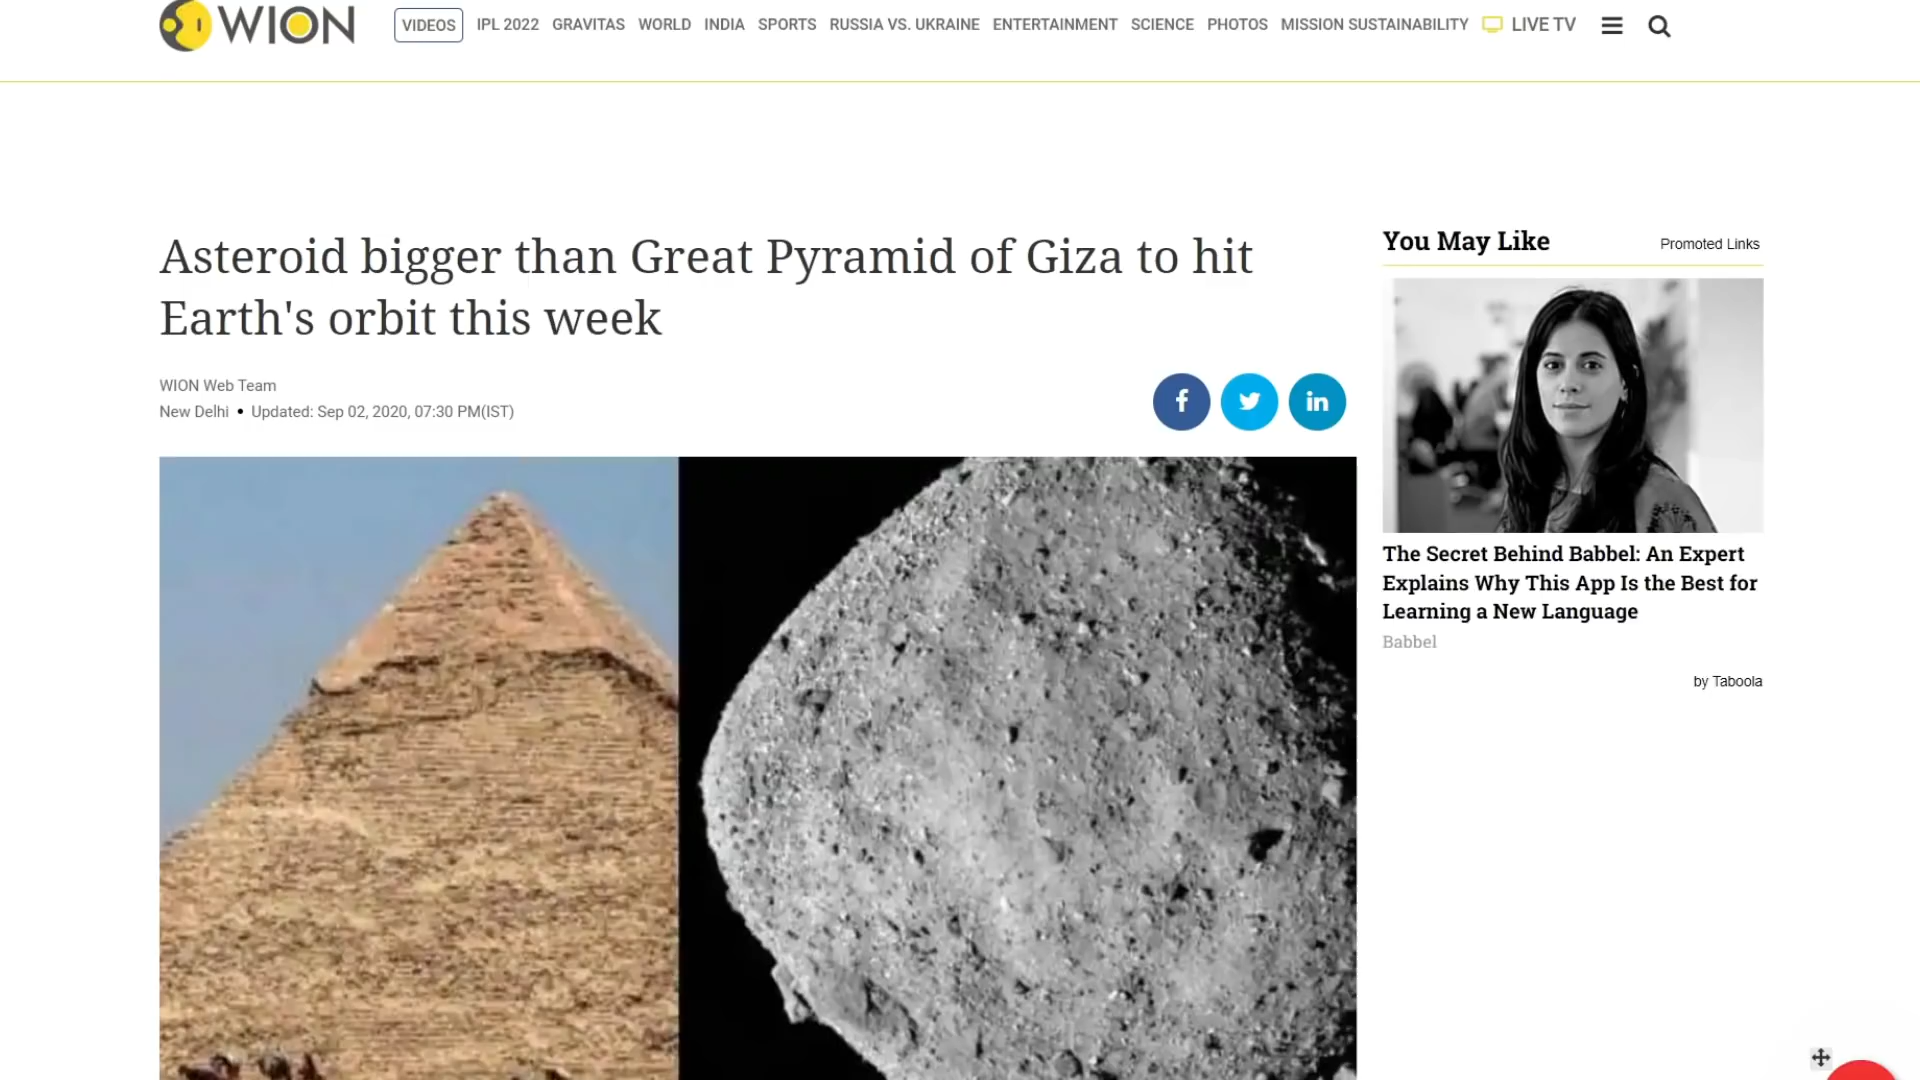 WION
VIDEOS IPL 2022 GRAVITAS WORLD INDIA SPORTS RUSSIA VS. UKRAINE ENTERTAINMENT SCIENCE PHOTOS MISSION SUSTAINABILITY LIVE TV
Asteroid bigger than Great Pyramid of Giza to hit
Earth's orbit this week
WION Web Team
New Delhi • Updated: Sep 02, 2020, 07:30 PM(IST)
f
in
You May Like
Promoted Links
The Secret Behind Babbel: An Expert
Explains Why This App Is the Best for
Learning a New Language
Babbel
by Taboola